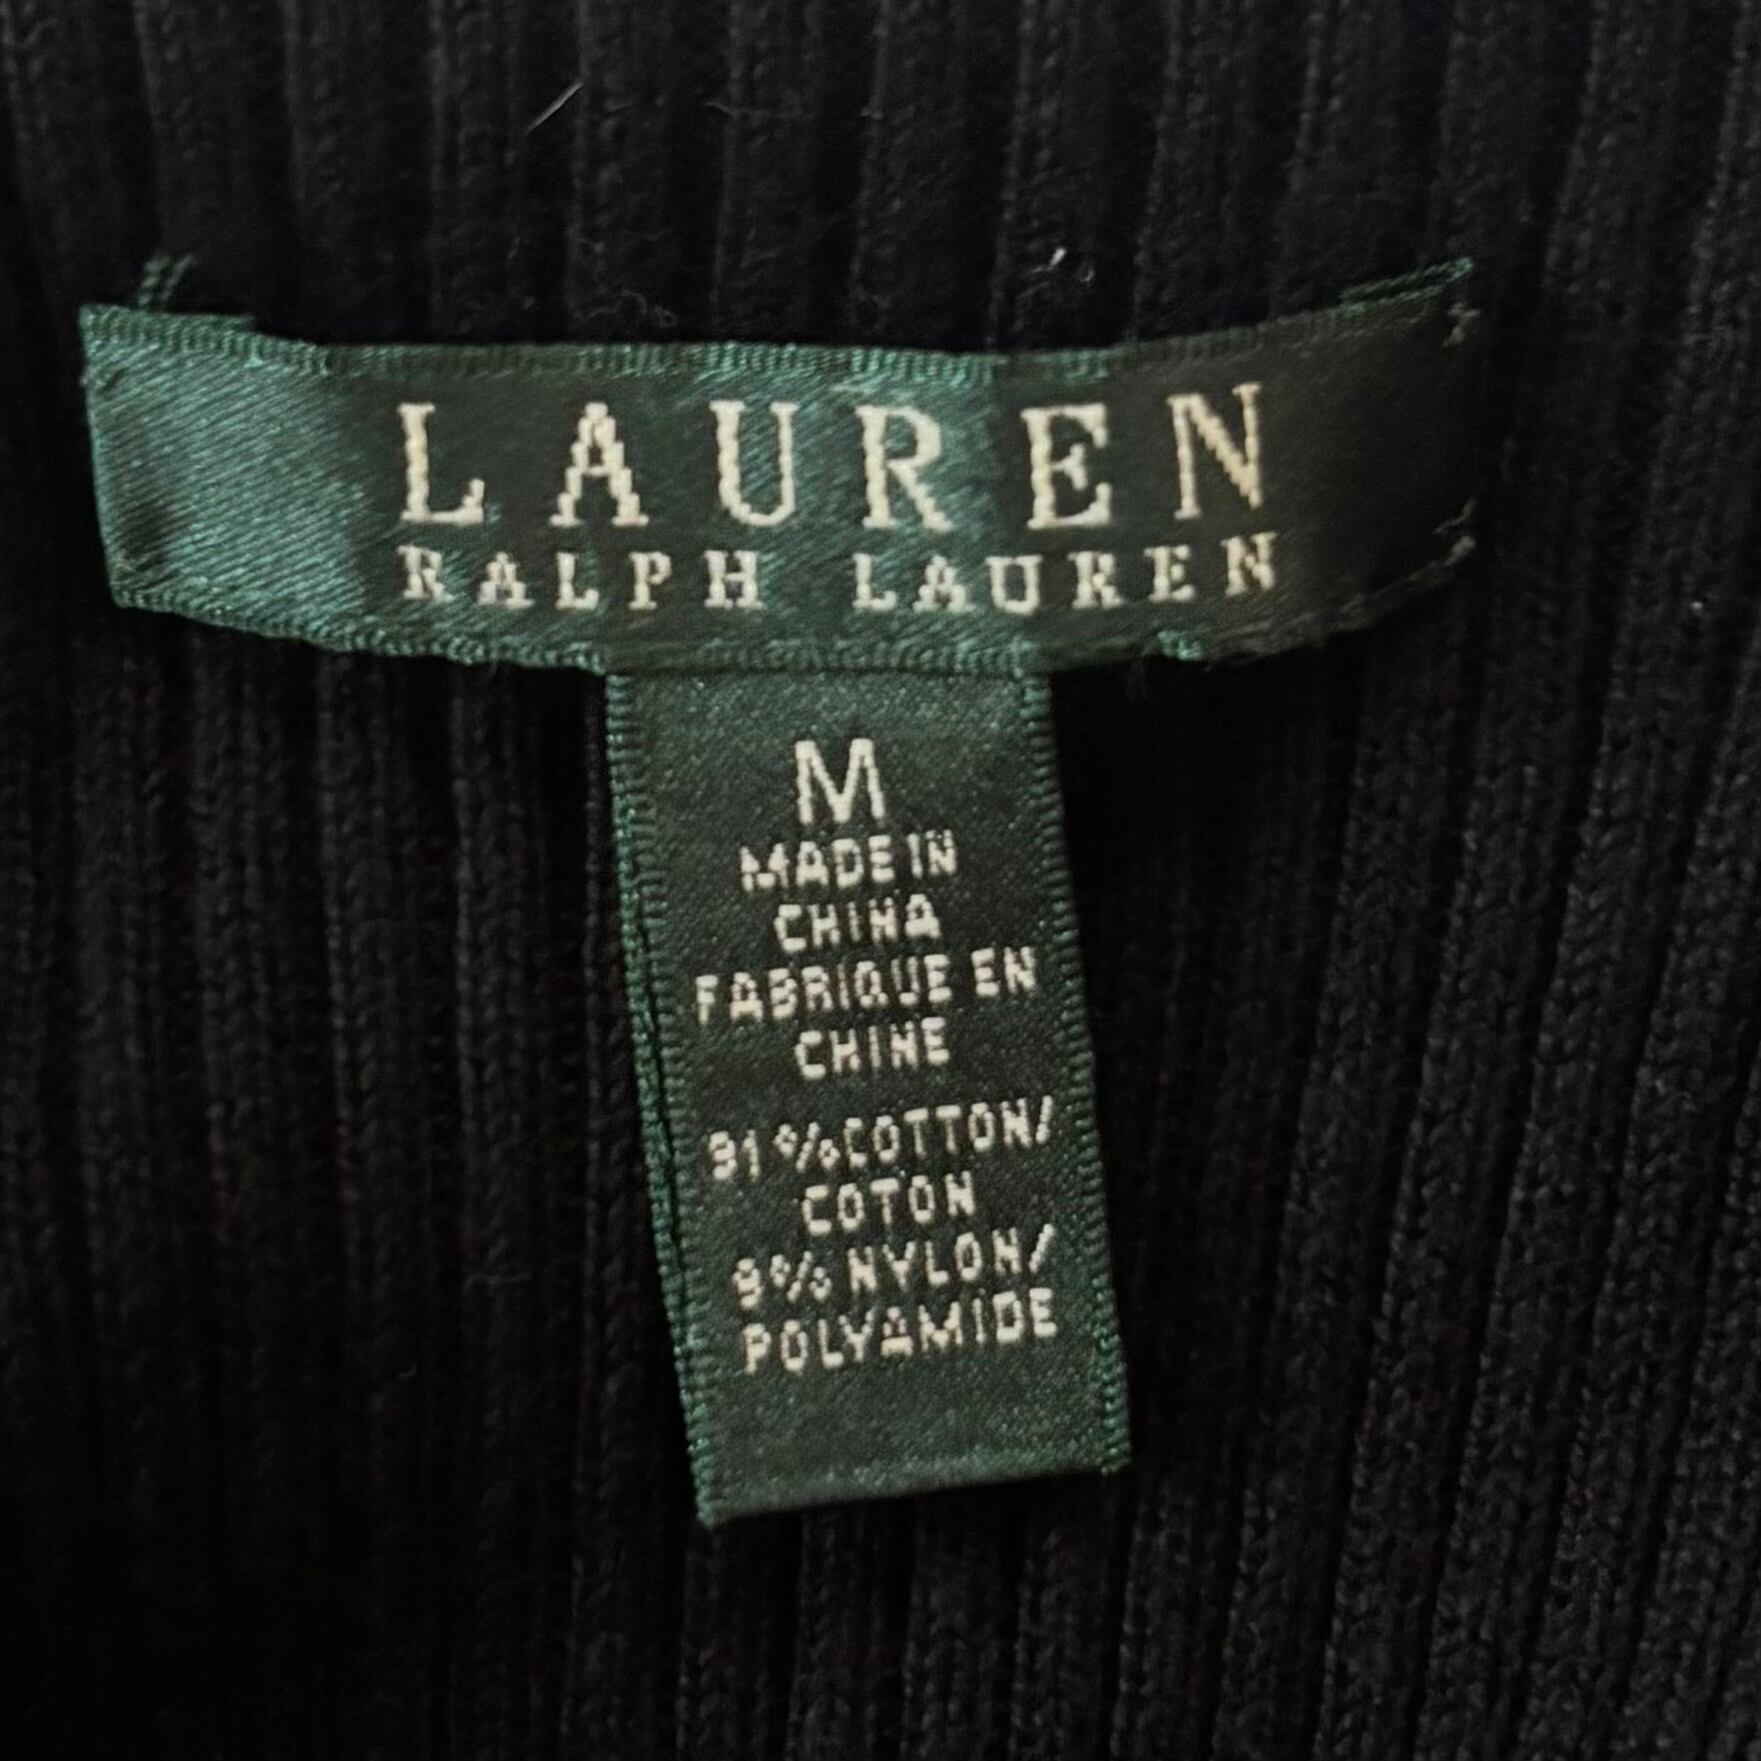 LAUREN
RALPH LAUREN
M
MADE IN
CHINA
FABRIQUE EN
CHINE
91%COTTON/
COTON
9% NYLON/
POLYAMIDE